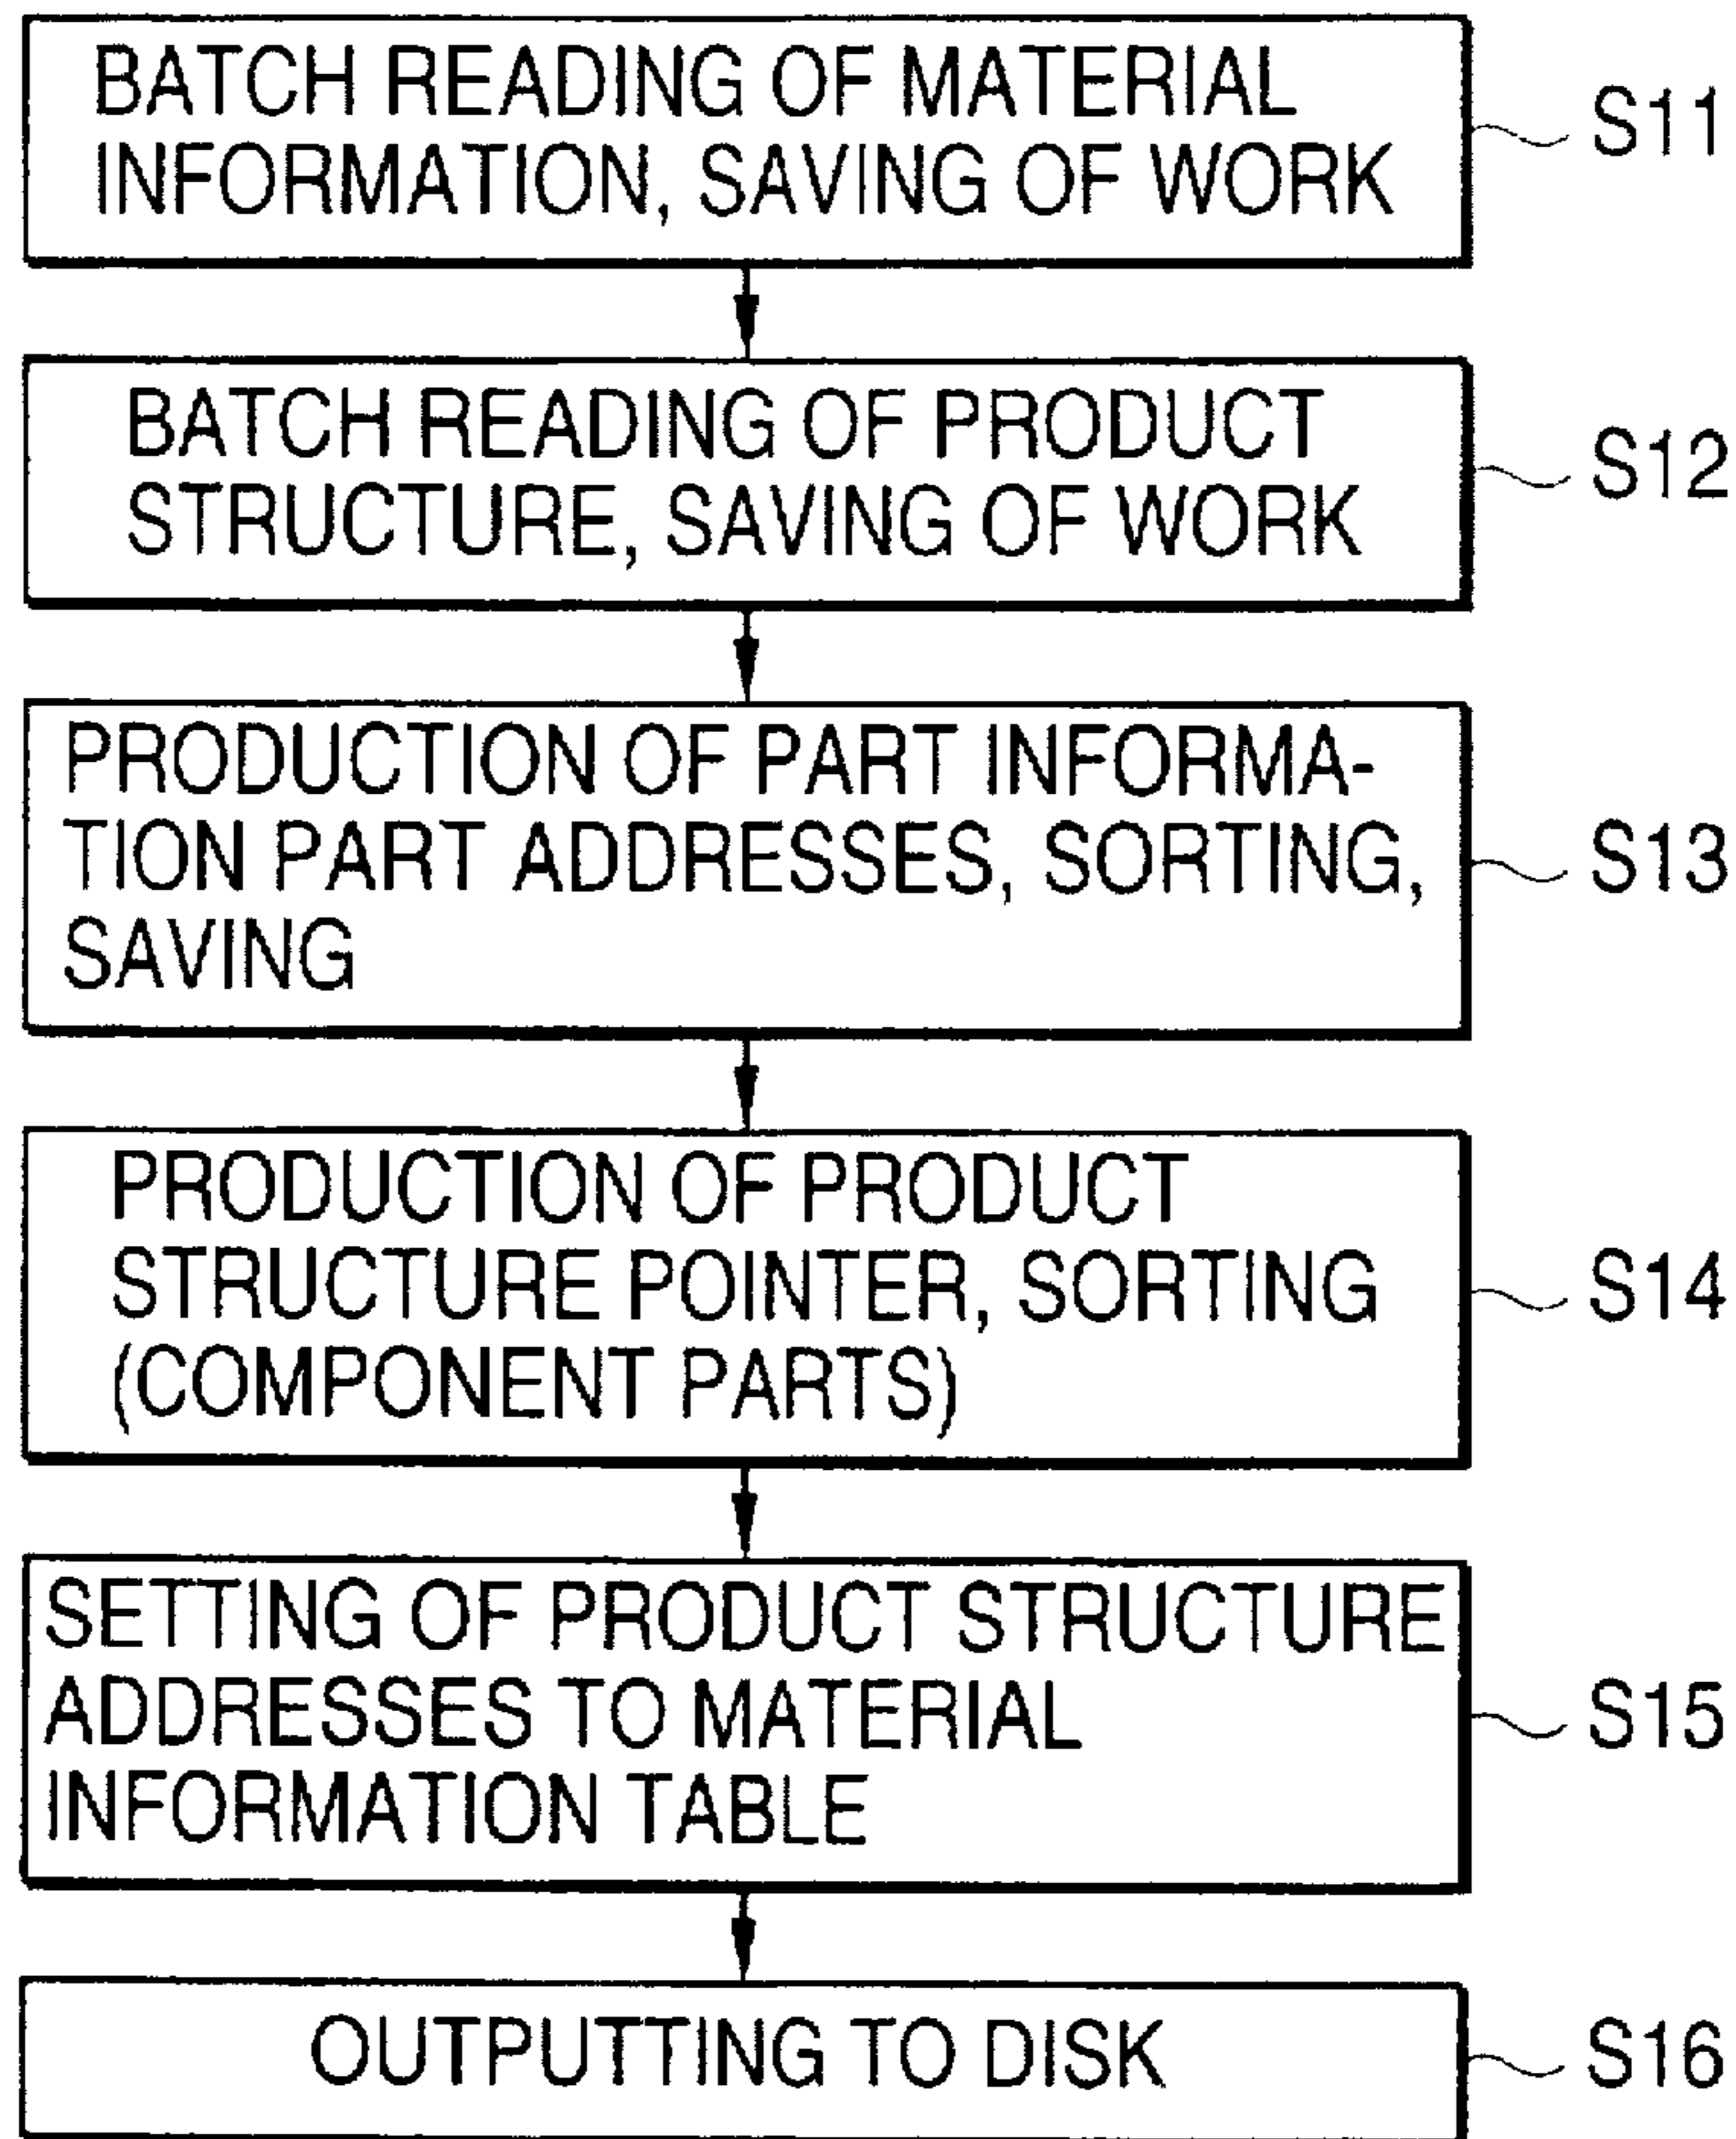 BATCH READING OF MATERIAL
INFORMATION, SAVING OF WORK
S11
BATCH READING OF PRODUCT
STRUCTURE, SAVING OF WORK
S12
PRODUCTION OF PART INFORMA-
TION PART ADDRESSES, SORTING,
SAVING
S13
PRODUCTION OF PRODUCT
STRUCTURE POINTER, SORTING
(COMPONENT PARTS)
S14
SETTING OF PRODUCT STRUCTURE
ADDRESSES TO MATERIAL
INFORMATION TABLE
S15
OUTPUTTING TO DISK
S16